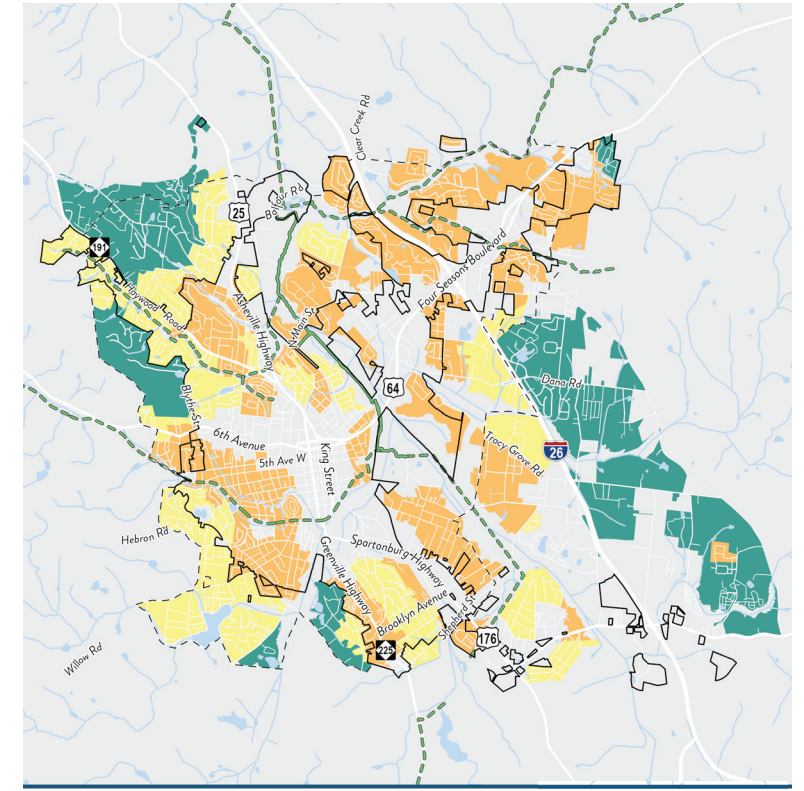 Clear Creek Rd
25
Balfour Rd
191
Haywood Road
Asheville Highway
N Main St
Four Seasons Boulevard
64
Dana Rd
Blythe St
6th Avenue
5th Ave W
King Street
Tracy Grove Rd
26
Hebron Rd
Spartanburg Highway
Greenville Highway
Brooklyn Avenue
Shepherd St
176
225
Willow Rd